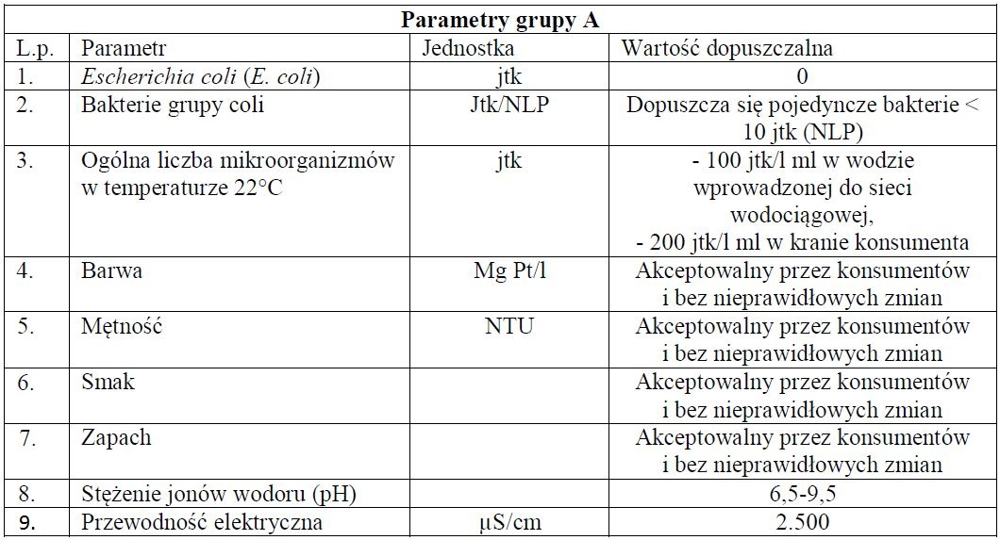 Parametry grupy A
L.p. Parametr Jednostka Wartość dopuszczalna
1. Escherichia coli (E. coli) jtk 0
2. Bakterie grupy coli Jtk/NLP Dopuszcza się pojedyncze bakterie <
10 jtk (NLP)
3. Ogólna liczba mikroorganizmów jtk - 100 jtk/l ml w wodzie
w temperaturze 22°C wprowadzonej do sieci
wodociągowej,
- 200 jtk/l ml w kranie konsumenta
4. Barwa Mg Pt/l Akceptowalny przez konsumentów
i bez nieprawidłowych zmian
5. Mętność NTU Akceptowalny przez konsumentów
i bez nieprawidłowych zmian
6. Smak Akceptowalny przez konsumentów
i bez nieprawidłowych zmian
7. Zapach Akceptowalny przez konsumentów
i bez nieprawidłowych zmian
8. Stężenie jonów wodoru (pH) 6,5-9,5
9. Przewodność elektryczna µS/cm 2.500